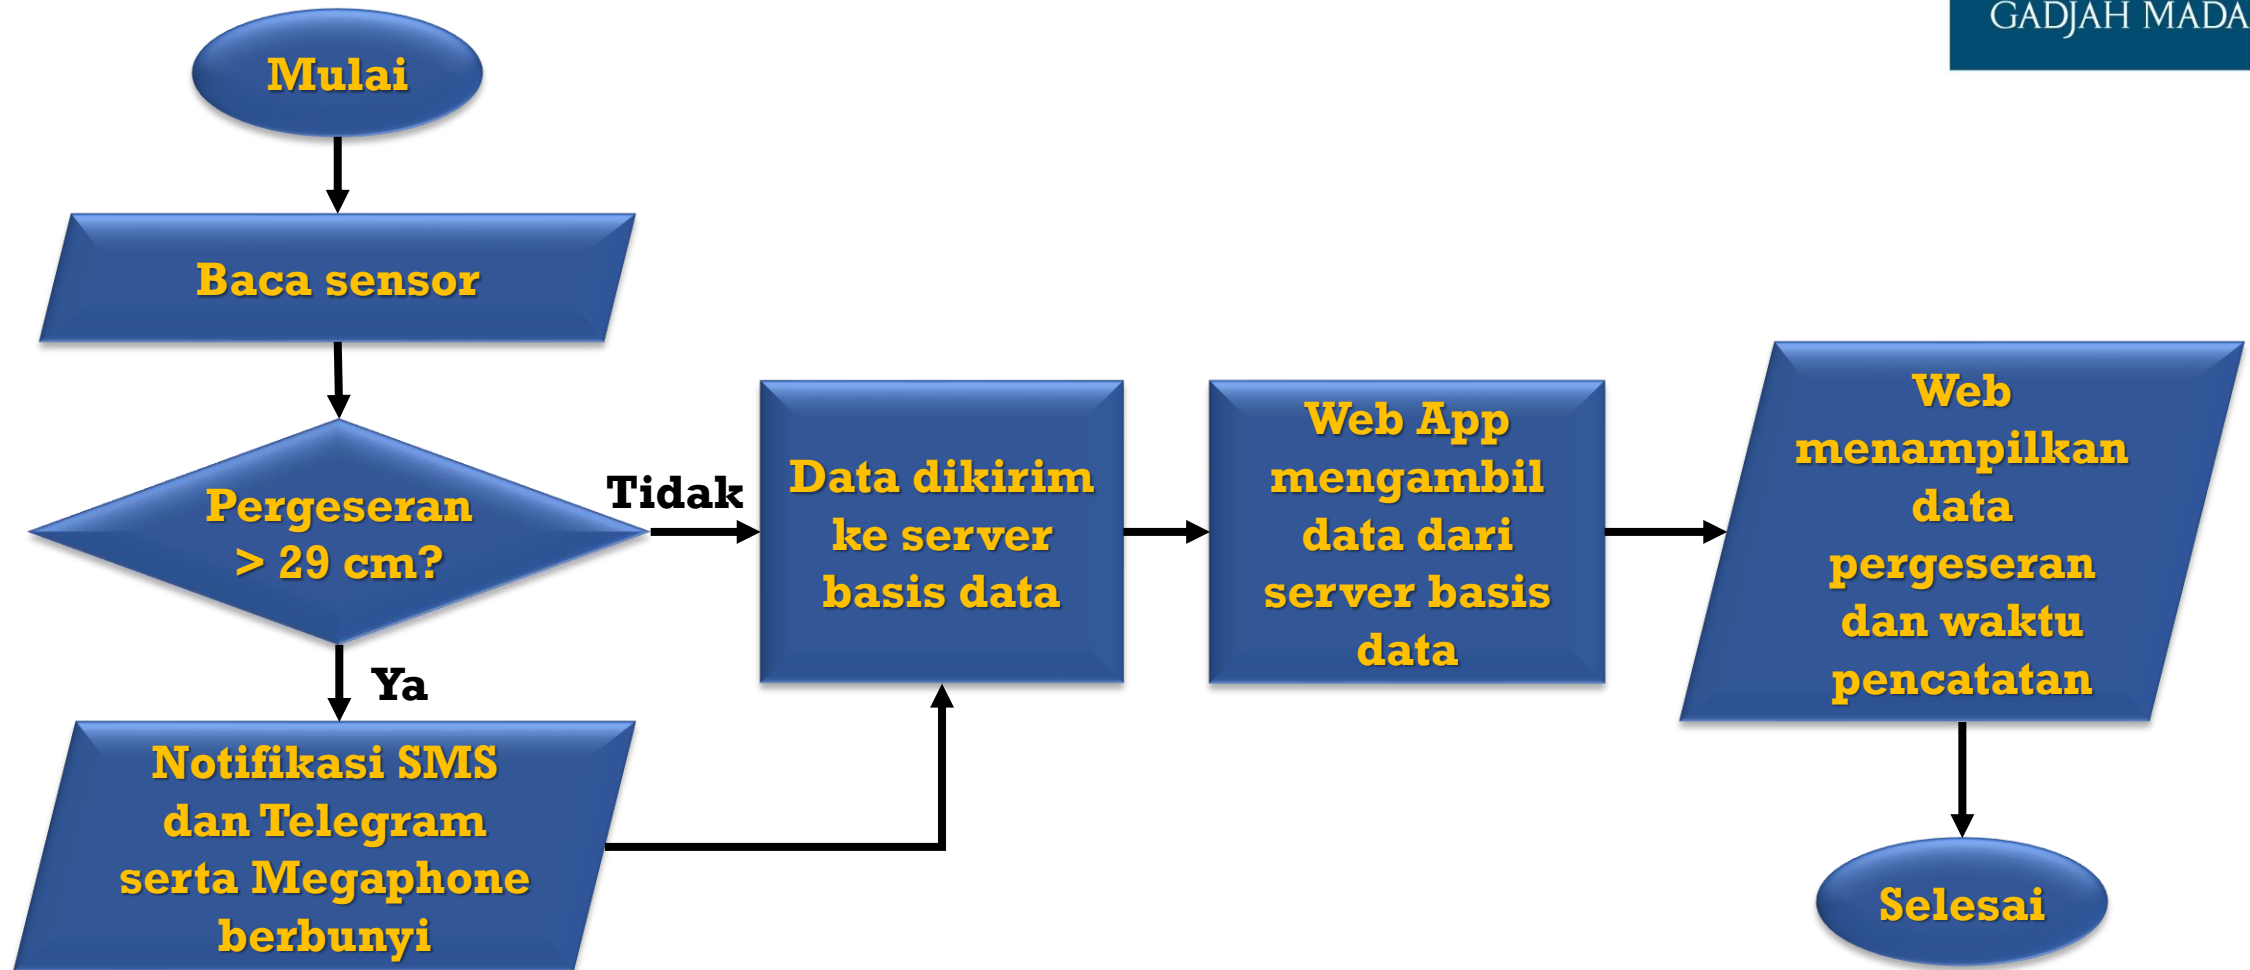 GADJAH MADA
Mulai
Baca sensor
Pergeseran
> 29 cm?
Tidak
Ya
Notifikasi SMS
dan Telegram
serta Megaphone
berbunyi
Data dikirim
ke server
basis data
Web App
mengambil
data dari
server basis
data
Web
menampilkan
data
pergeseran
dan waktu
pencatatan
Selesai